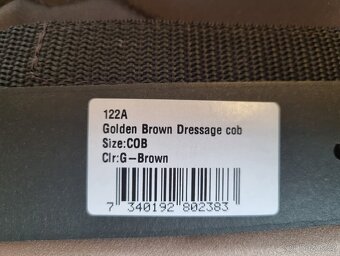 122A
Golden Brown Dressage cob
Size:COB
Clr:G-Brown
7 340192 802383